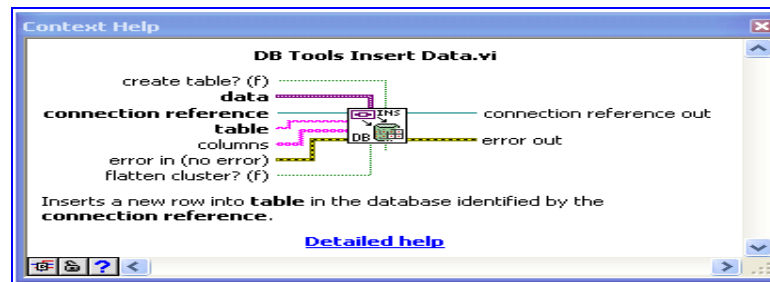 Context Help
DB Tools Insert Data.vi
create table? (f)
data
connection reference
table
columns
error in (no error)
flatten cluster? (f)
INS
DB
connection reference out
error out
Inserts a new row into table in the database identified by the
connection reference.
Detailed help
?